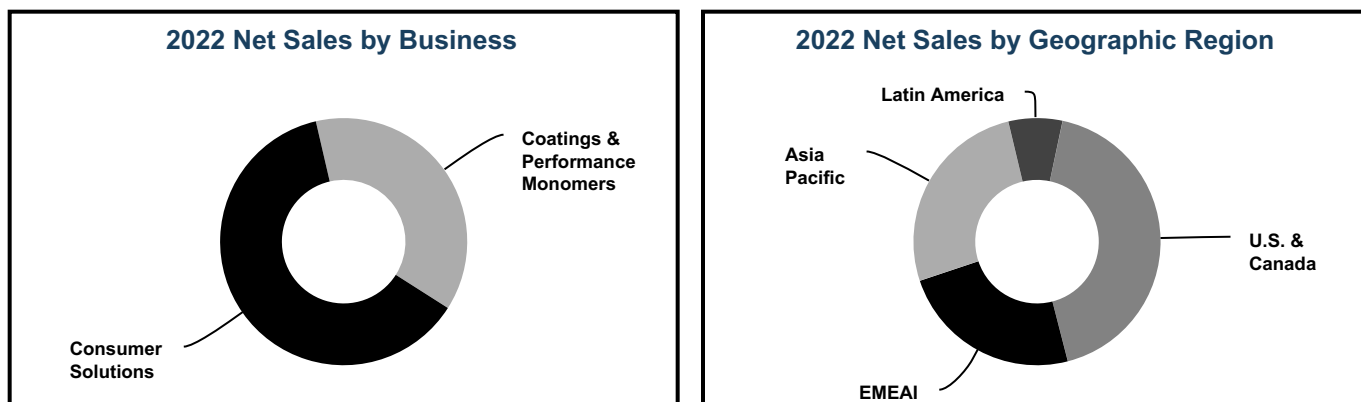 2022 Net Sales by Business
Coatings &
Performance
Monomers
Consumer
Solutions
2022 Net Sales by Geographic Region
Latin America
Asia
Pacific
U.S. &
Canada
EMEAI